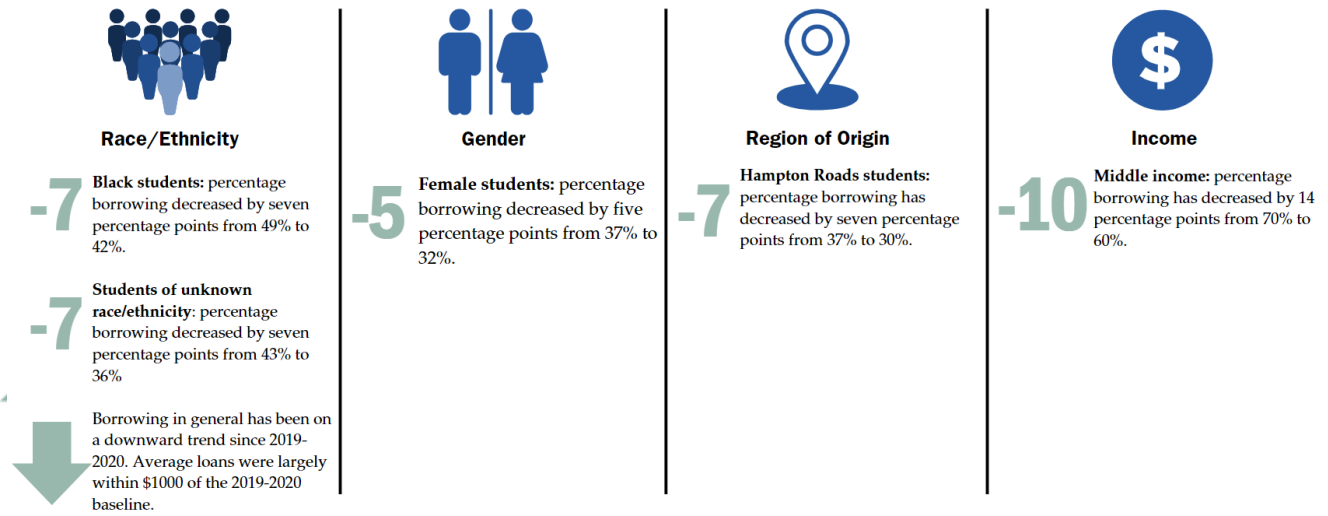 Race/Ethnicity
-7
Black students: percentage
borrowing decreased by seven
percentage points from 49% to
42%.
-7
Students of unknown
race/ethnicity: percentage
borrowing decreased by seven
percentage points from 43% to
36%
Borrowing in general has been on
a downward trend since 2019-
2020. Average loans were largely
within $1000 of the 2019-2020
baseline.
Gender
-5
Female students: percentage
borrowing decreased by five
percentage points from 37% to
32%.
Region of Origin
-7
Hampton Roads students:
percentage borrowing has
decreased by seven percentage
points from 37% to 30%.
$
Income
-10
Middle income: percentage
borrowing has decreased by 14
percentage points from 70% to
60%.